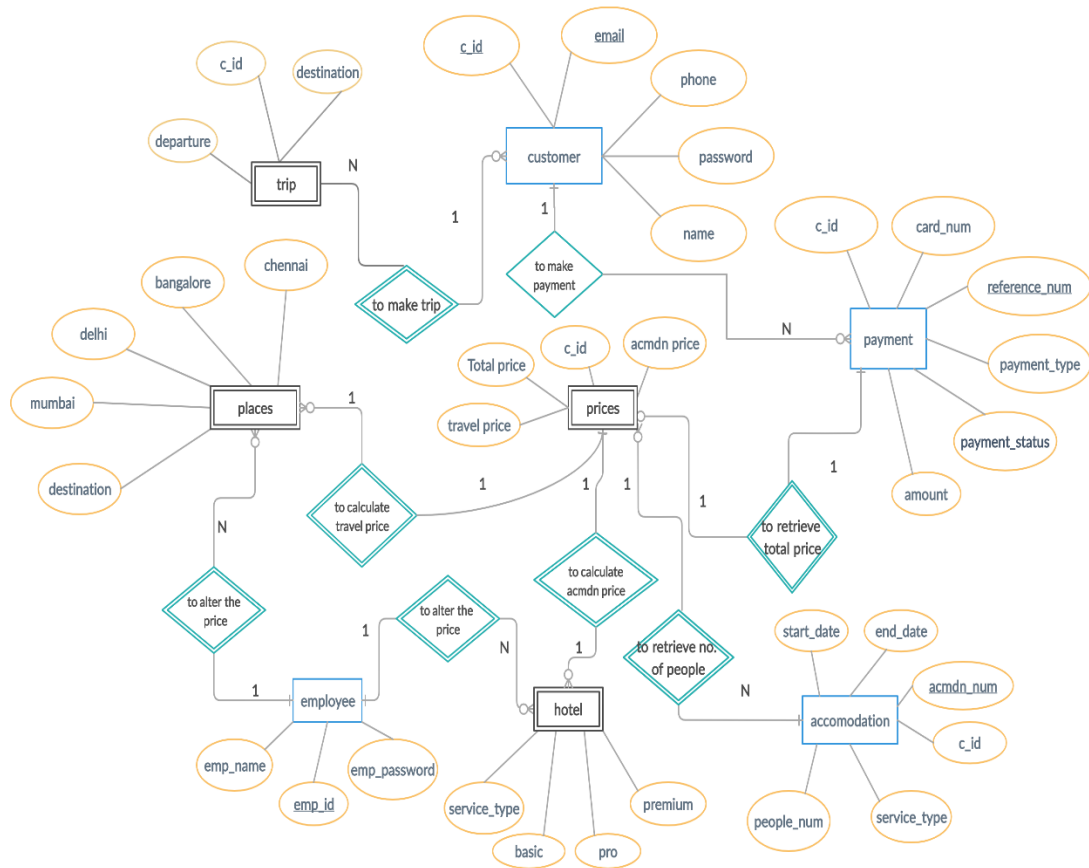 c_id
email
c_id
destination
phone
departure
N
customer
password
trip
1
1
name
c_id
card_num
chennai
to make
payment
bangalore
to make trip
reference_num
delhi
N
payment
c_id
acmdn price
Total price
payment_type
mumbai
places
1
prices
travel price
payment_status
destination
1
1
1
1
amount
to calculate
travel price
1
to retrieve
total price
N
to calculate
acmdn price
to alter the
price
to alter the
price
1
N
1
to retrieve no.
of people
start_date
end_date
N
acmdn_num
1
employee
hotel
accomodation
c_id
emp_name
emp_password
emp_id
service_type
premium
people_num
service_type
basic
pro